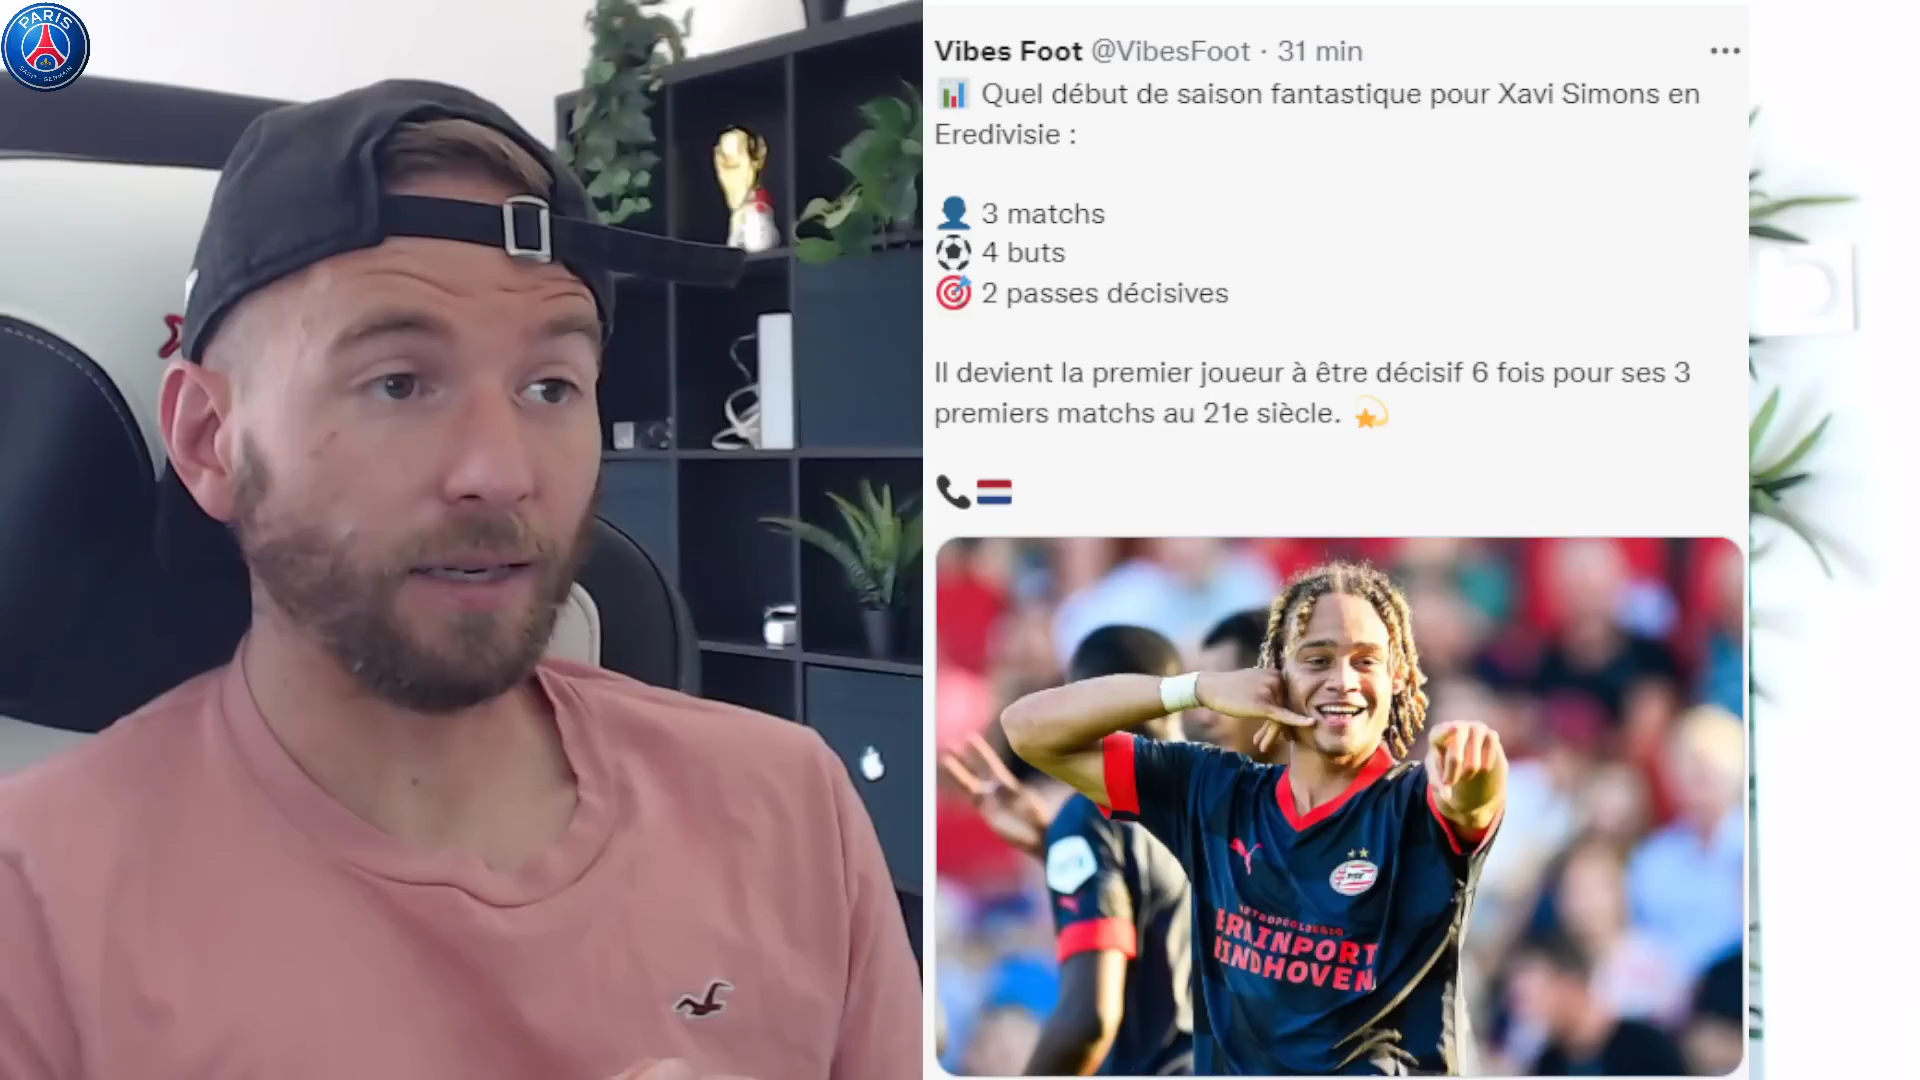 PARIS
SAINT-GERMAIN
Vibes Foot @VibesFoot · 31 min
Quel début de saison fantastique pour Xavi Simons en
Eredivisie :
3 matchs
4 buts
2 passes décisives
Il devient la premier joueur à être décisif 6 fois pour ses 3
premiers matchs au 21e siècle.
METROPOOLREGIO
BRAINPORT
EINDHOVEN
PSV